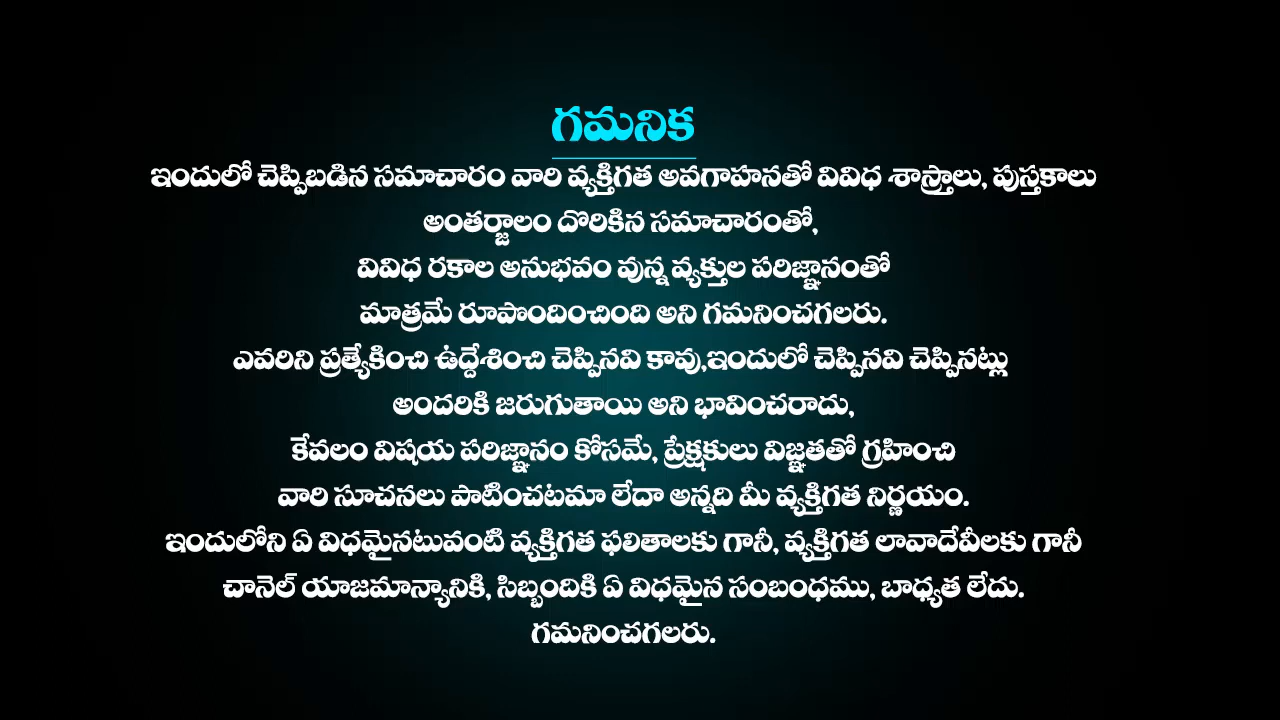 గమనిక
ఇందులో చెప్పిబడిన సమాచారం వారి వ్యక్తిగత అవగాహనతో వివిధ శాస్త్రాలు, పుస్తకాలు
అంతర్జాలం దొరికిన సమాచారంతో,
వివిధ రకాల అనుభవం వున్న వ్యక్తుల పరిజ్ఞానంతో
మాత్రమే రూపొందించింది అని గమనించగలరు.
ఎవరిని ప్రత్యేకించి ఉద్దేశించి చెప్పినవి కావు,ఇందులో చెప్పినవి చెప్పినట్లు
అందరికి జరుగుతాయి అని భావించరాదు,
కేవలం విషయ పరిజ్ఞానం కోసమే, ప్రేక్షకులు విజ్ఞతతో గ్రహించి
వారి సూచనలు పాటించటమా లేదా అన్నది మీ వ్యక్తిగత నిర్ణయం.
ఇందులోని ఏ విధమైనటువంటి వ్యక్తిగత ఫలితాలకు గానీ, వ్యక్తిగత లావాదేవీలకు గానీ
చానెల్ యాజమాన్యానికి, సిబ్బందికి ఏ విధమైన సంబంధము, బాధ్యత లేదు.
గమనించగలరు.